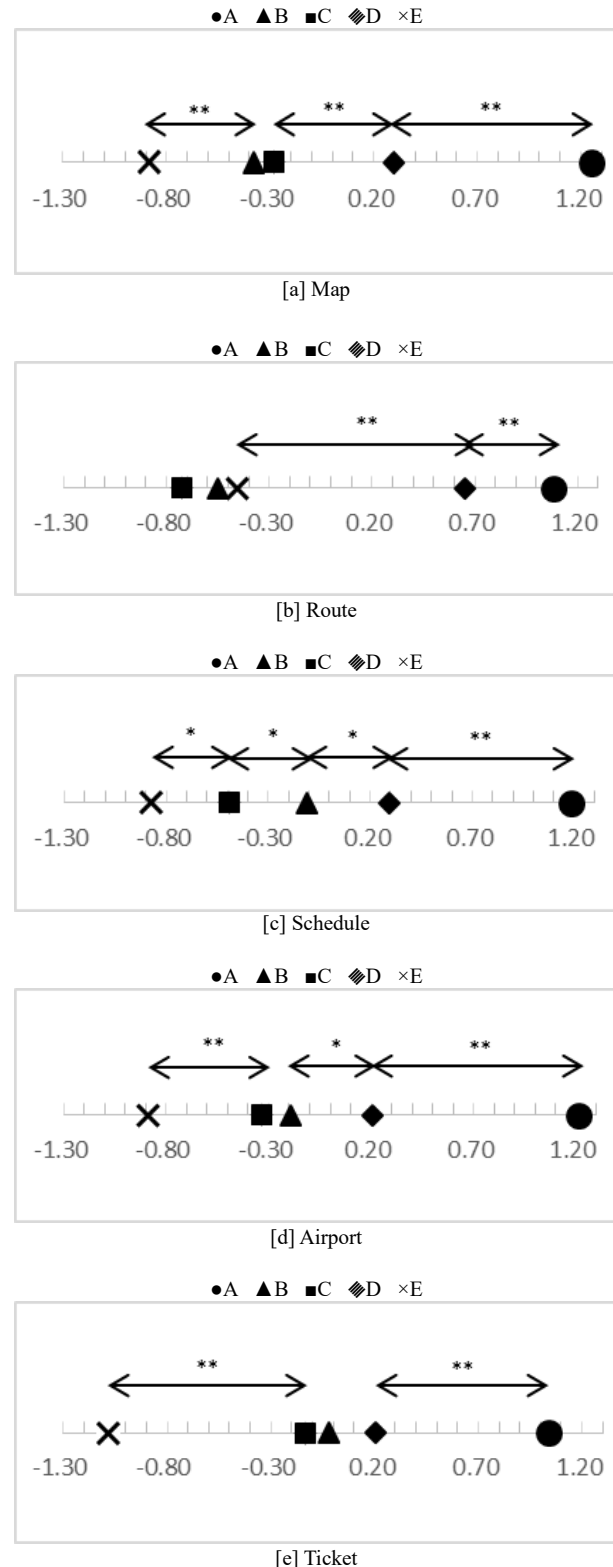 ●A ▲B ■C ◆D ×E
** ** **
-1.30 -0.80 -0.30 0.20 0.70 1.20
[a] Map
●A ▲B ■C ◆D ×E
** **
-1.30 -0.80 -0.30 0.20 0.70 1.20
[b] Route
●A ▲B ■C ◆D ×E
* * * **
-1.30 -0.80 -0.30 0.20 0.70 1.20
[c] Schedule
●A ▲B ■C ◆D ×E
** * **
-1.30 -0.80 -0.30 0.20 0.70 1.20
[d] Airport
●A ▲B ■C ◆D ×E
** **
-1.30 -0.80 -0.30 0.20 0.70 1.20
[e] Ticket